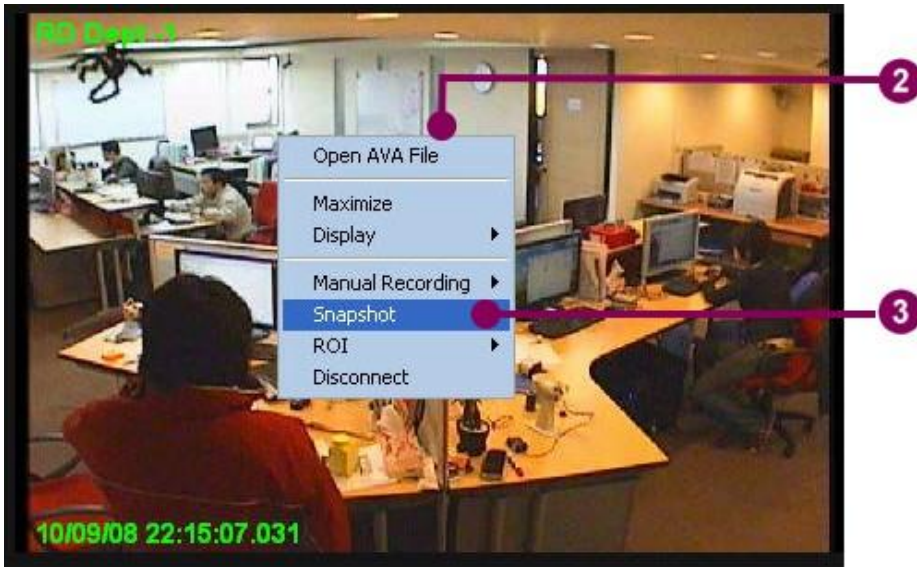 RD Dept -1
2
Open AVA File
Maximize
Display
Manual Recording
Snapshot
3
ROI
Disconnect
10/09/08 22:15:07.031